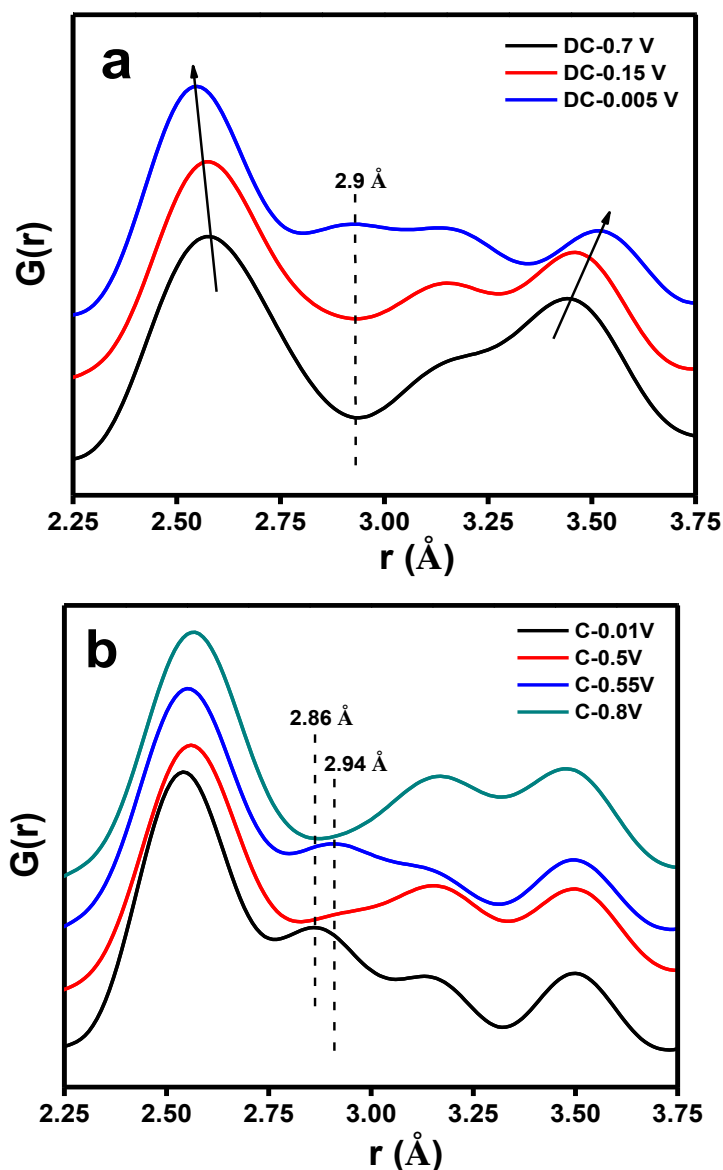 a
DC-0.7 V
DC-0.15 V
DC-0.005 V
2.9 Å
G(r)
2.25 2.50 2.75 3.00 3.25 3.50 3.75
r (Å)
b
C-0.01V
C-0.5V
C-0.55V
C-0.8V
2.86 Å
2.94 Å
G(r)
2.25 2.50 2.75 3.00 3.25 3.50 3.75
r (Å)